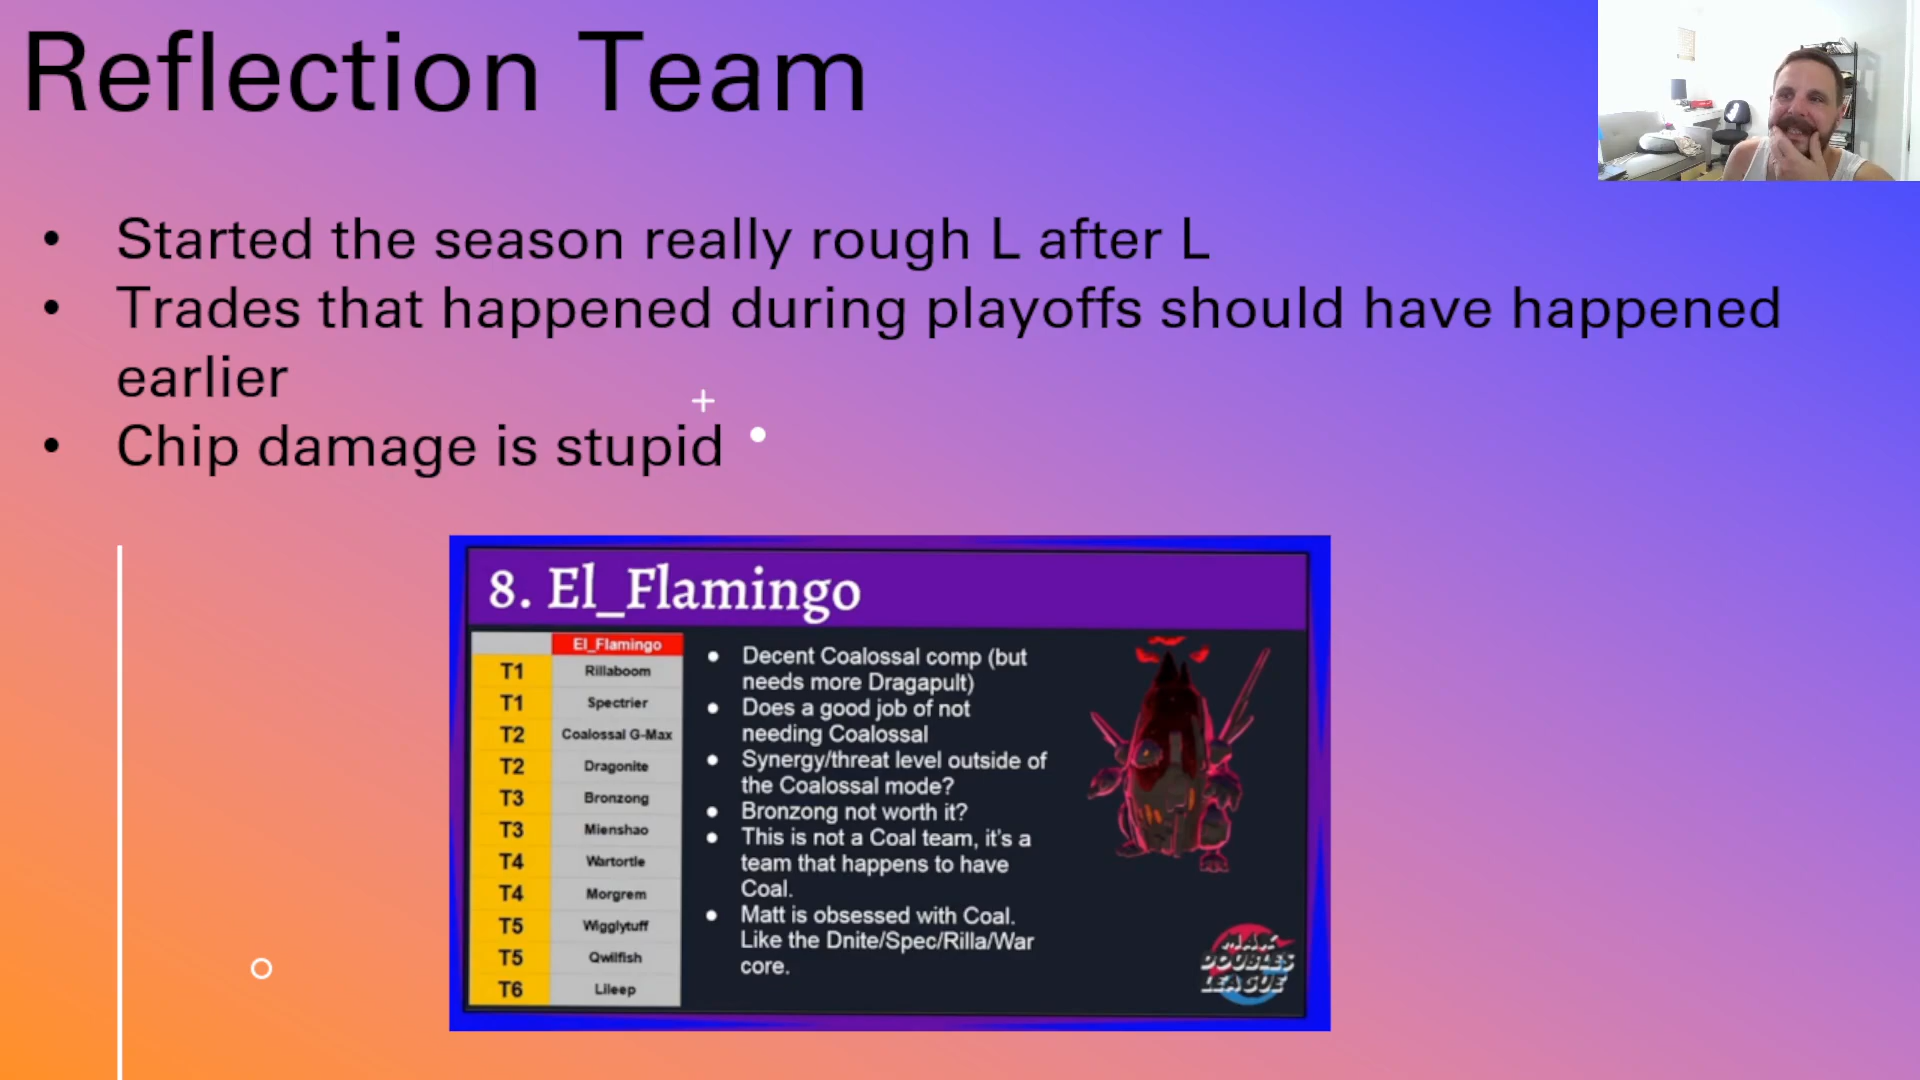 Reflection Team
• Started the season really rough L after L
• Trades that happened during playoffs should have happened
earlier
• Chip damage is stupid
8. El_Flamingo
El_Flamingo
T1 Rillaboom
T1 Spectrier
T2 Coalossal G-Max
T2 Dragonite
T3 Bronzong
T3 Mienshao
T4 Wartortle
T4 Morgrem
T5 Wigglytuff
T5 Qwilfish
T6 Lileep
• Decent Coalossal comp (but
needs more Dragapult)
• Does a good job of not
needing Coalossal
• Synergy/threat level outside of
the Coalossal mode?
• Bronzong not worth it?
• This is not a Coal team, it's a
team that happens to have
Coal.
• Matt is obsessed with Coal.
Like the Dnite/Spec/Rilla/War
core.
MAX
DOUBLES
LEAGUE